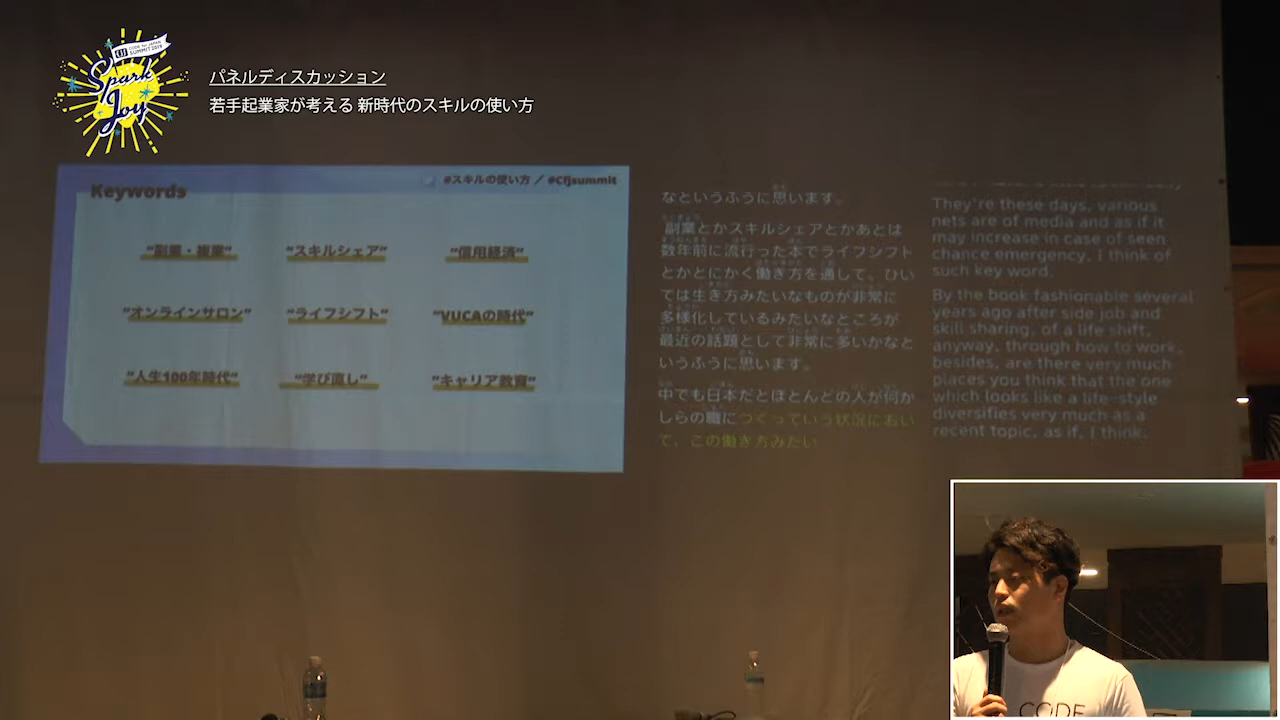 CODE for JAPAN
SUMMIT 2019
Spark
Joy
パネルディスカッション
若手起業家が考える 新時代のスキルの使い方
Keywords
#スキルの使い方 / #Cfjsummit
"副業・複業"
"スキルシェア"
"信用経済"
"オンラインサロン"
"ライフシフト"
"VUCAの時代"
"人生100年時代"
"学び直し"
"キャリア教育"
なというふうに思います。
副業とかスキルシェアとかあとは
数年前に流行った本でライフシフト
とかとにかく働き方を通して、ひい
ては生き方みたいなものが非常に
多様化しているみたいなところが
最近の話題として非常に多いかなと
いうふうに思います。
中でも日本だとほとんどの人が何か
しらの職につくっていう状況におい
て、この働き方みたい
They're these days, various
nets are of media and as if it
may increase in case of seen
chance emergency, I think of
such key word.
By the book fashionable several
years ago after side job and
skill sharing, of a life shift,
anyway, through how to work,
besides, are there very much
places you think that the one
which looks like a life-style
diversifies very much as a
recent topic, as if, I think.
CODE